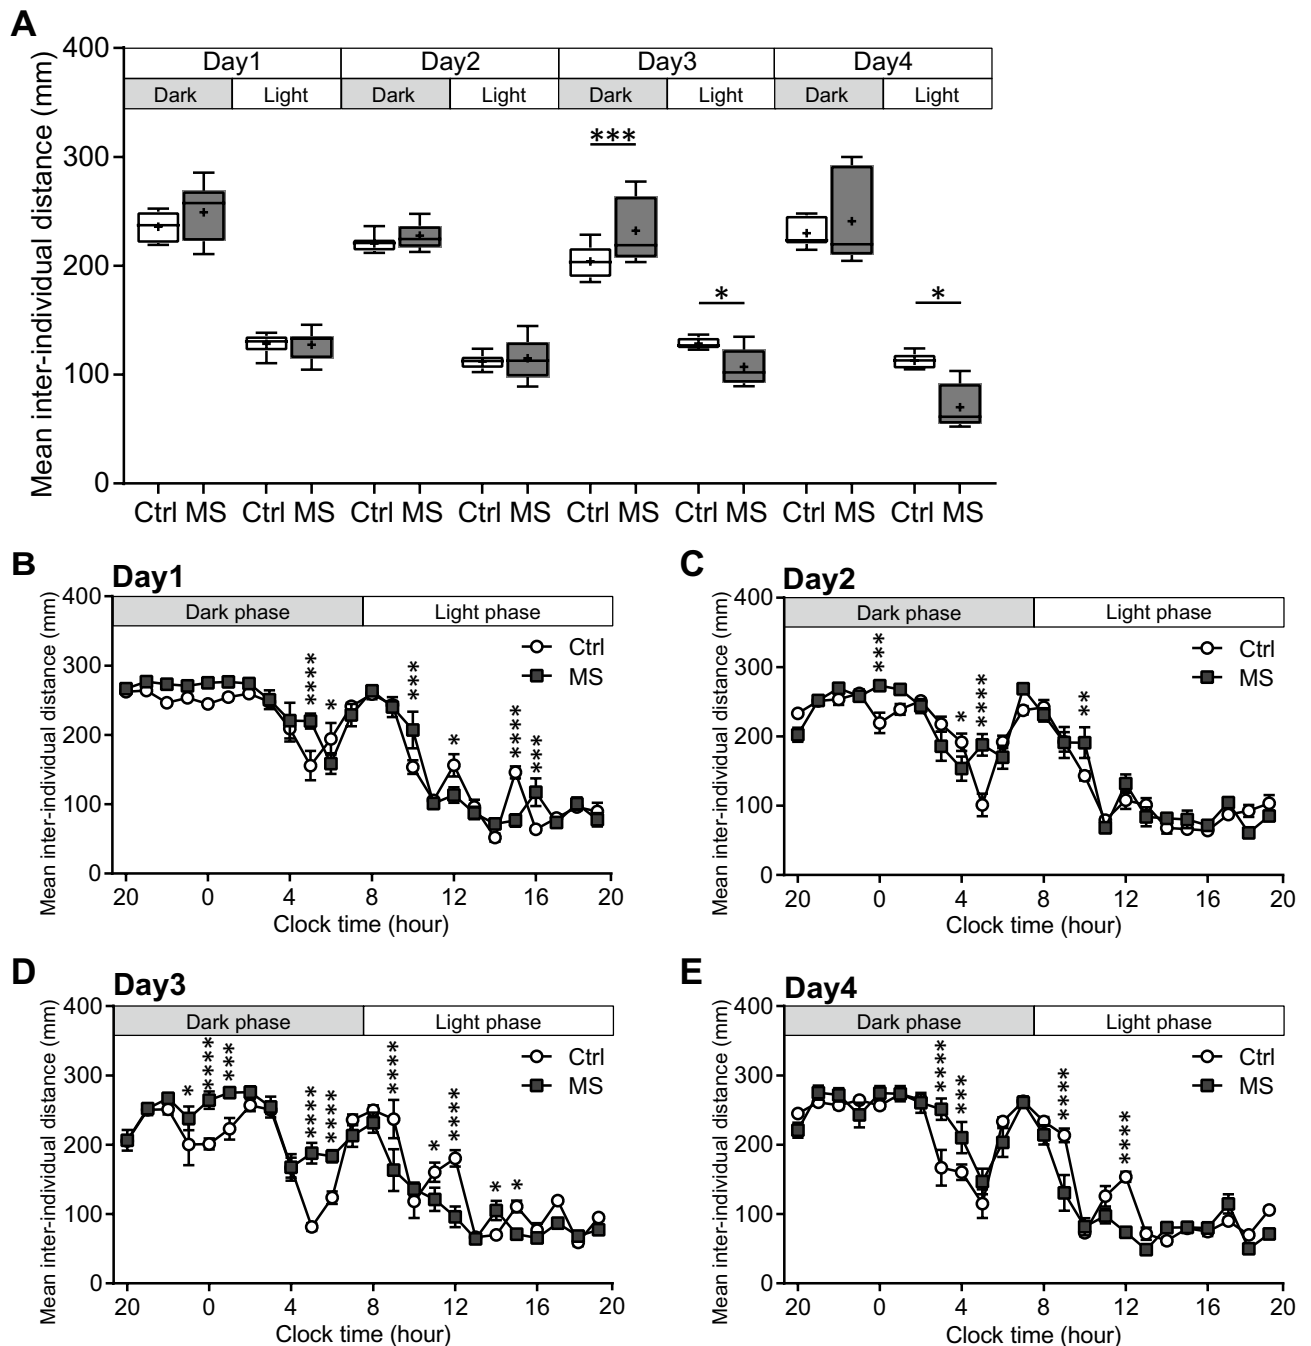 A
Mean inter-individual distance (mm)
400
300
200
100
0
Day1 Day2 Day3 Day4
Dark Light Dark Light Dark Light Dark Light
*** * *
Ctrl MS Ctrl MS Ctrl MS Ctrl MS Ctrl MS Ctrl MS Ctrl MS Ctrl MS
B
Day1
Mean inter-individual distance (mm)
400
300
200
100
0
Dark phase Light phase
Ctrl
MS
**** * *** * **** ***
20 0 4 8 12 16 20
Clock time (hour)
C
Day2
Mean inter-individual distance (mm)
400
300
200
100
0
Dark phase Light phase
Ctrl
MS
*** * **** **
20 0 4 8 12 16 20
Clock time (hour)
D
Day3
Mean inter-individual distance (mm)
400
300
200
100
0
Dark phase Light phase
Ctrl
MS
* **** *** **** **** **** * **** * *
20 0 4 8 12 16 20
Clock time (hour)
E
Day4
Mean inter-individual distance (mm)
400
300
200
100
0
Dark phase Light phase
Ctrl
MS
**** *** **** ****
20 0 4 8 12 16 20
Clock time (hour)